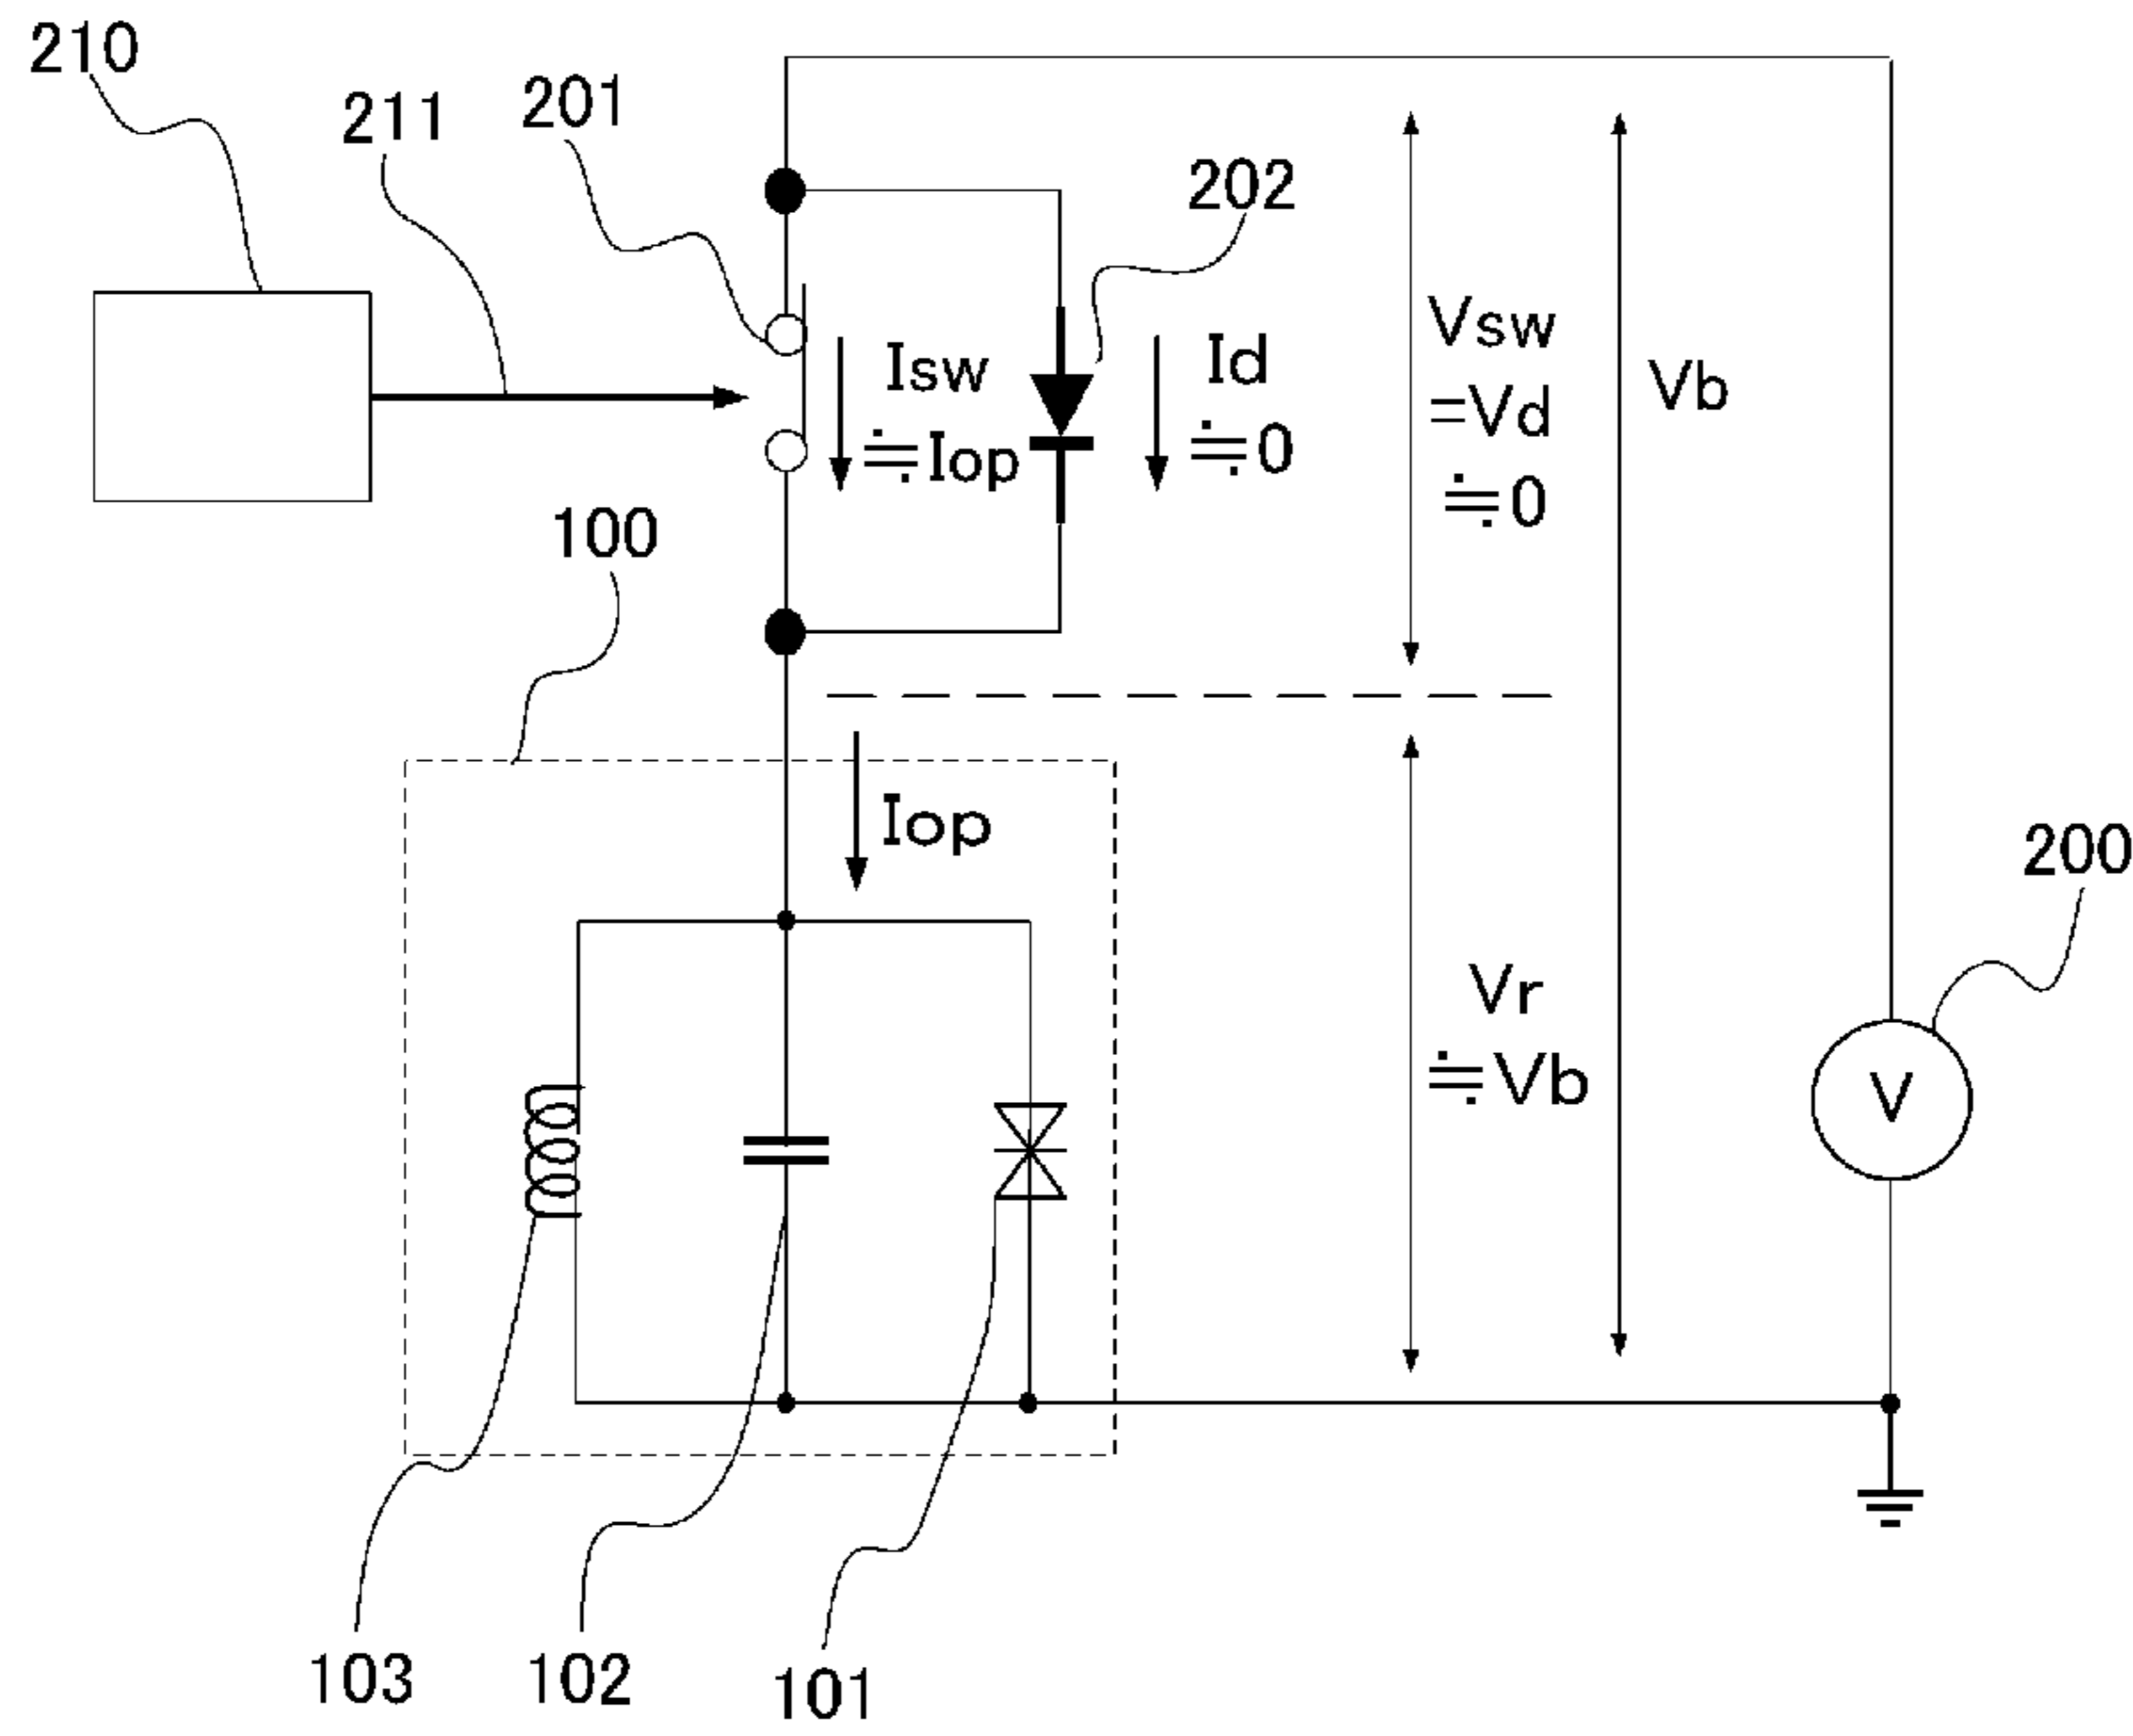 210
211
201
202
Isw
≒Iop
Id
≒0
Vsw
=Vd
≒0
Vb
100
Iop
200
Vr
≒Vb
V
103
102
101